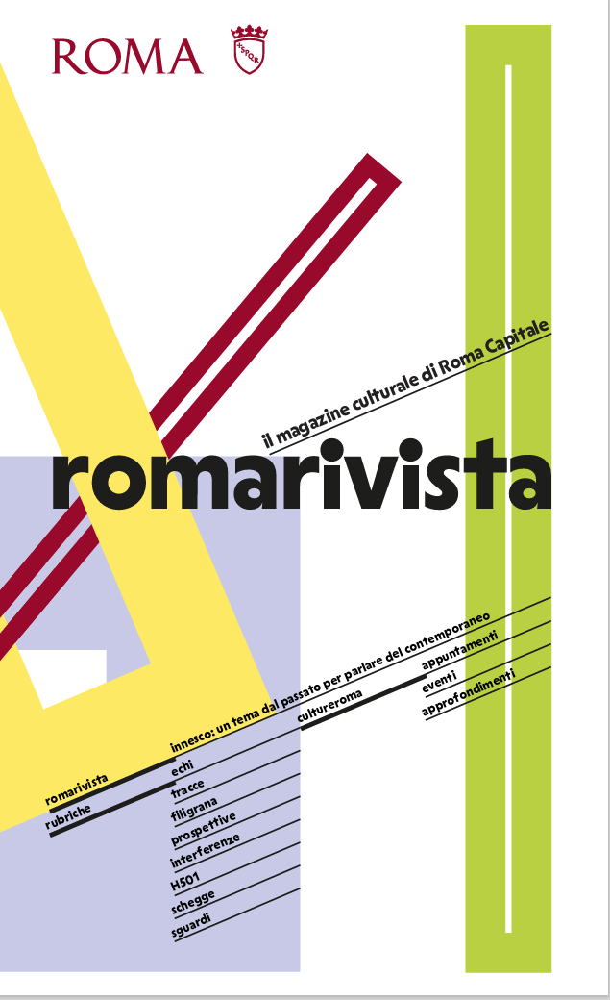 ROMA
SPQR
il magazine culturale di Roma Capitale
romarivista
romarivista
innesco: un tema dal passato per parlare del contemporaneo
rubriche
echi
tracce
filigrana
prospettive
interferenze
H501
schegge
sguardi
cultureroma
appuntamenti
eventi
approfondimenti